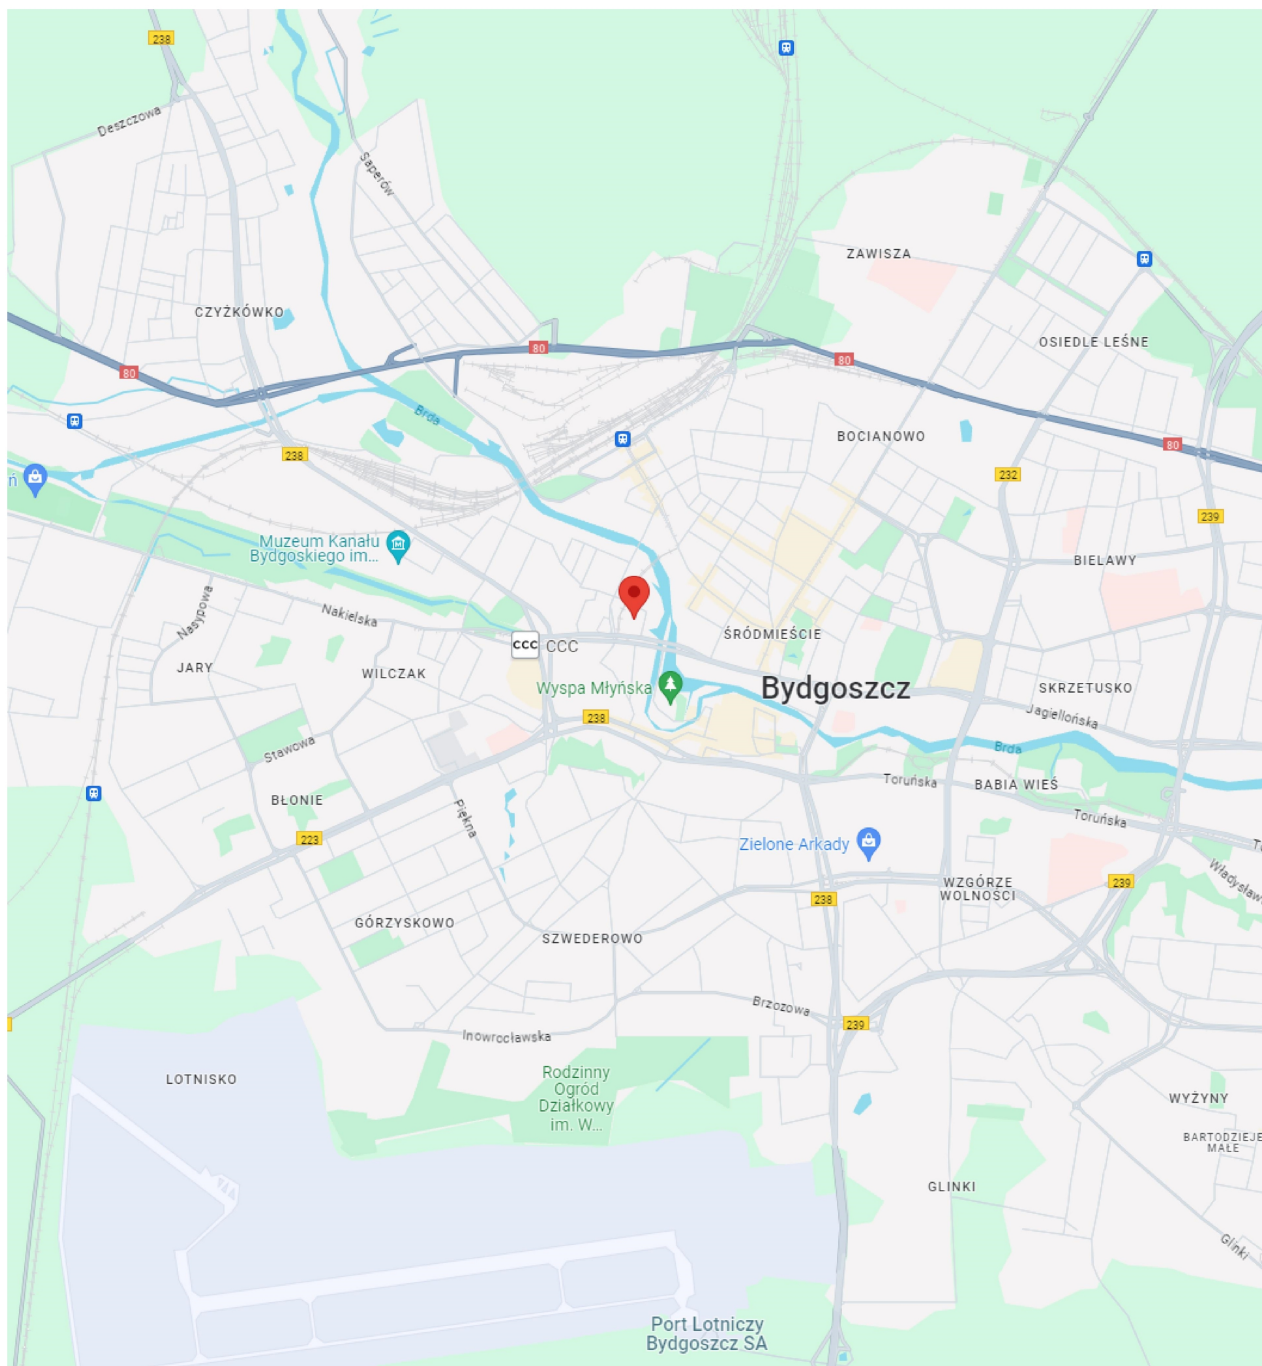 238
Deszczowa
Saperów
ZAWISZA
CZYŻKÓWKO
OSIEDLE LEŚNE
80
80
80
Brda
BOCIANOWO
80
238
232
ń
239
Muzeum Kanału
Bydgoskiego im...
BIELAWY
Nasypowa
Nakielska
CCC
CCC
ŚRÓDMIEŚCIE
JARY
WILCZAK
Wyspa Młyńska
Bydgoszcz
SKRZETUSKO
Jagiellońska
238
Stawowa
Brda
Toruńska
BABIA WIEŚ
BŁONIE
Piękna
Toruńska
223
Zielone Arkady
Władysława
WZGÓRZE
WOLNOŚCI
239
238
GÓRZYSKOWO
SZWEDEROWO
Brzozowa
239
Inowrocławska
LOTNISKO
Rodzinny
Ogród
Działkowy
im. W...
WYŻYNY
BARTODZIEJE
MAŁE
GLINKI
Glinki
Port Lotniczy
Bydgoszcz SA